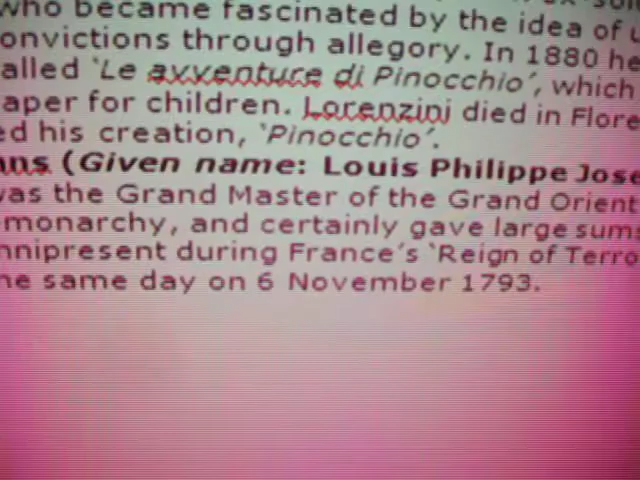 who became fascinated by the idea of
onvictions through allegory. In 1880 he
alled 'Le avventure di Pinocchio', which
aper for children. Lorenzini died in Flore
ed his creation, 'Pinocchio'.
ans (Given name: Louis Philippe Jose
was the Grand Master of the Grand Orient
monarchy, and certainly gave large sums
nnipresent during France's 'Reign of Terro
he same day on 6 November 1793.